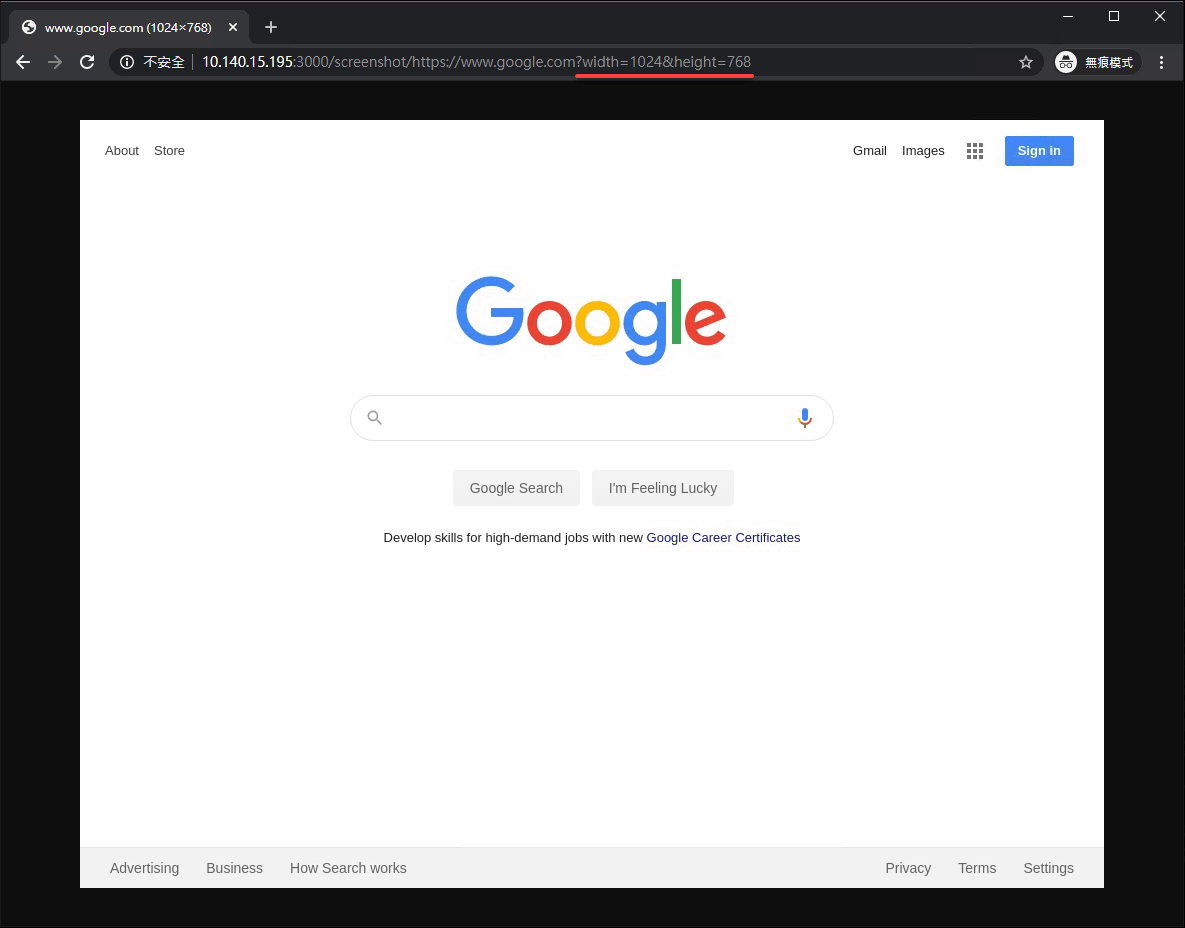 www.google.com (1024×768)
不安全 10.140.15.195:3000/screenshot/https://www.google.com?width=1024&height=768 無痕模式
About Store Gmail Images Sign in
Google
Google Search I'm Feeling Lucky
Develop skills for high-demand jobs with new Google Career Certificates
Advertising Business How Search works Privacy Terms Settings